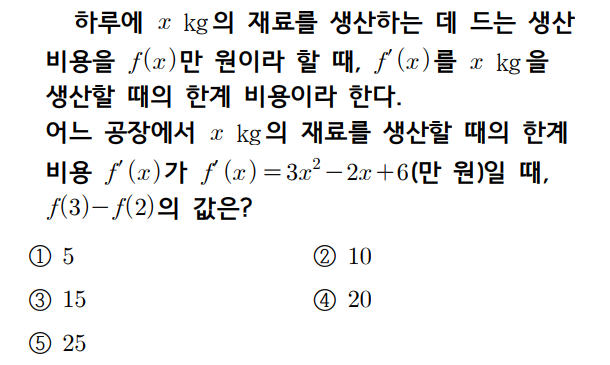 하루에 x kg의 재료를 생산하는 데 드는 생산
비용을 f(x)만 원이라 할 때, f′(x)를 x kg을
생산할 때의 한계 비용이라 한다.
어느 공장에서 x kg의 재료를 생산할 때의 한계
비용 f′(x)가 f′(x)=3x²−2x+6(만 원)일 때,
f(3)−f(2)의 값은?
① 5 ② 10
③ 15 ④ 20
⑤ 25